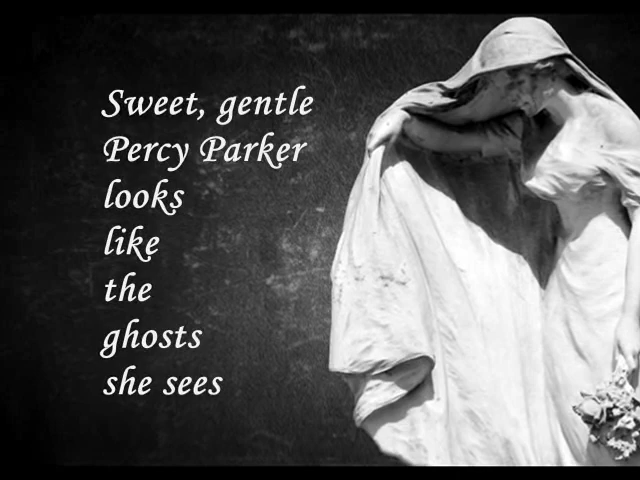 Sweet, gentle
Percy Parker
looks
like
the
ghosts
she sees